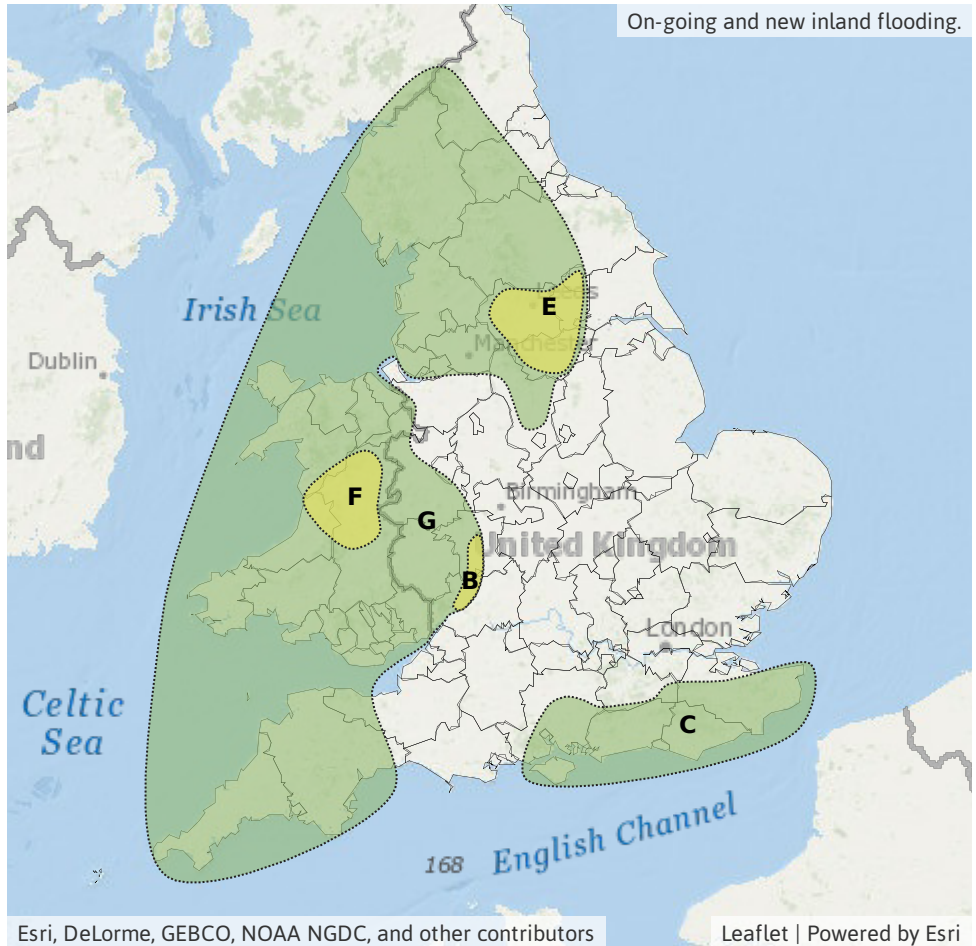 On-going and new inland flooding.
Irish Sea
E
Leeds
Manchester
Dublin
nd
F
G
Birmingham
United Kingdom
B
London
Celtic
Sea
C
English Channel
168
Esri, DeLorme, GEBCO, NOAA NGDC, and other contributors
Leaflet | Powered by Esri